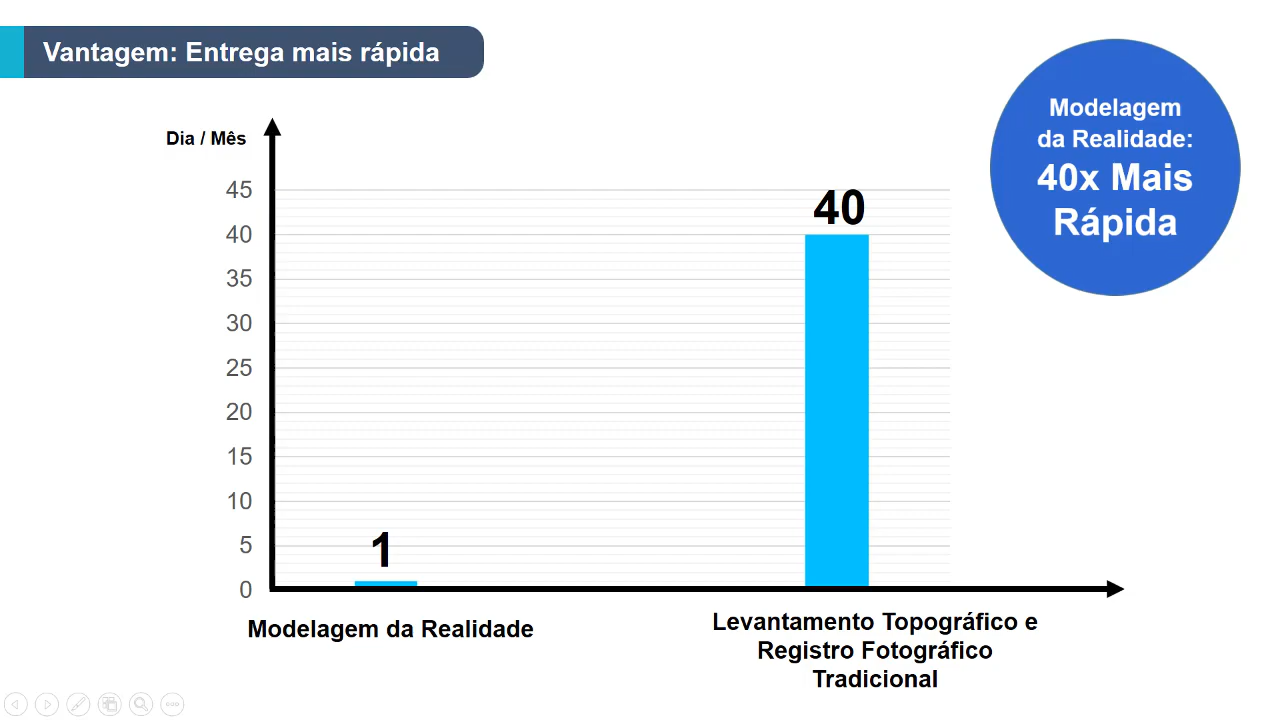 Vantagem: Entrega mais rápida
Modelagem
da Realidade:
40x Mais
Rápida
Dia / Mês
45
40
35
30
25
20
15
10
5
0
1
40
Modelagem da Realidade
Levantamento Topográfico e
Registro Fotográfico
Tradicional